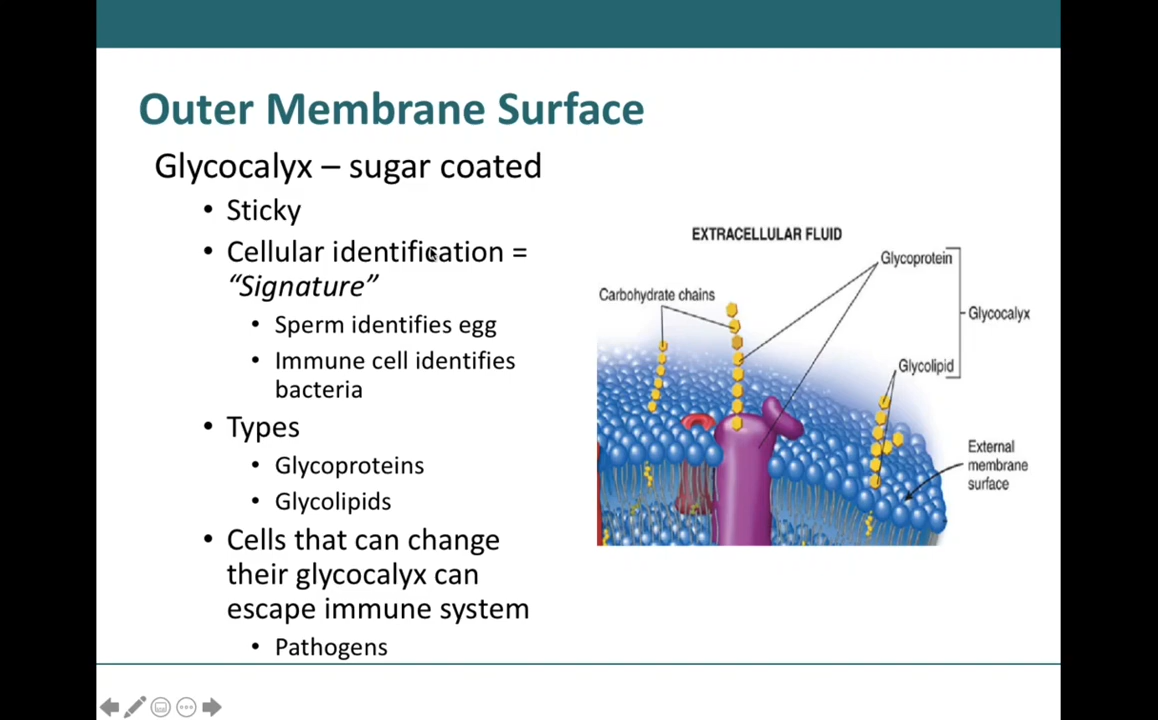 Outer Membrane Surface
Glycocalyx – sugar coated
• Sticky
• Cellular identification =
“Signature”
• Sperm identifies egg
• Immune cell identifies
bacteria
• Types
• Glycoproteins
• Glycolipids
• Cells that can change
their glycocalyx can
escape immune system
• Pathogens
EXTRACELLULAR FLUID
Glycoprotein
Carbohydrate chains
Glycocalyx
Glycolipid
External
membrane
surface